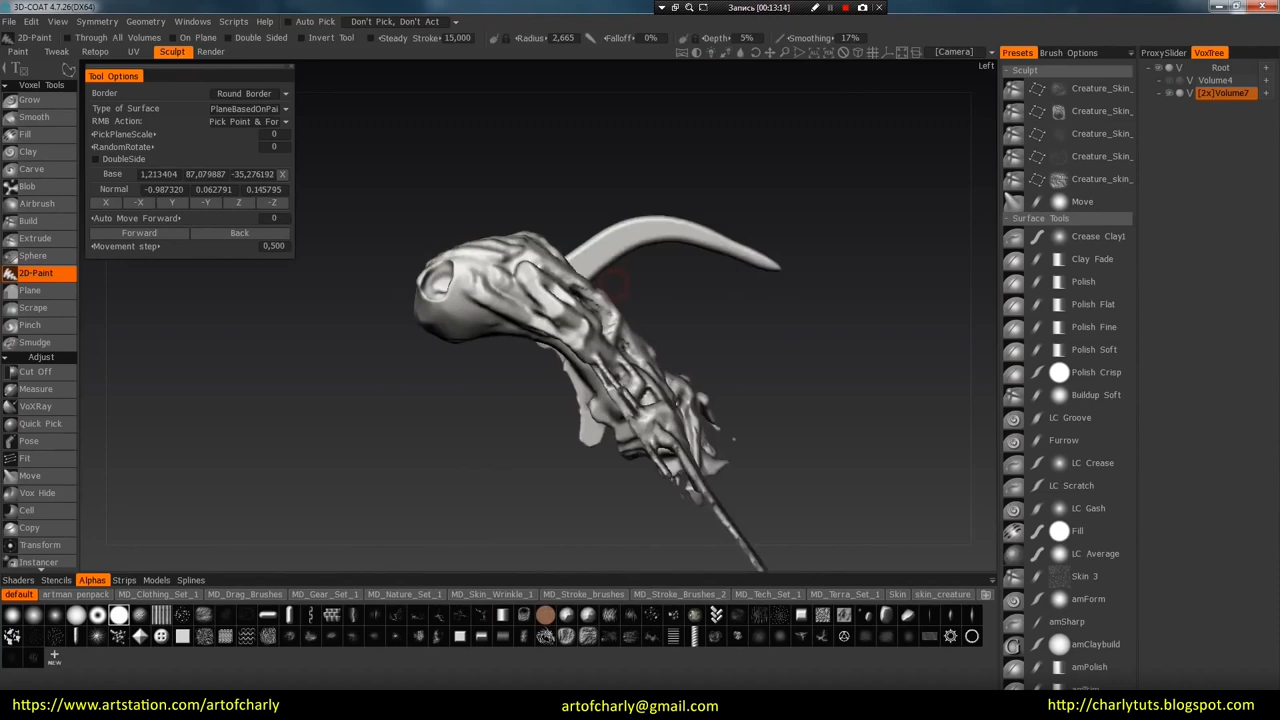 3D-COAT 4.7.26(DX64)
Запись [00:13:14]
File Edit View Symmetry Geometry Windows Scripts Help Auto Pick Don't Pick, Don't Act
2D-Paint Through All Volumes On Plane Double Sided Invert Tool Steady Stroke 15,000 Radius 2,665 Falloff 0% Depth 5% Smoothing 17%
Paint Tweak Retopo UV Sculpt Render [Camera]
Left
Tool Options
Border Round Border
Type of Surface PlaneBasedOnPai
RMB Action: Pick Point & For
PickPlaneScale 0
RandomRotate 0
DoubleSide
Base 1,213404 87,079887 -35,276192 X
Normal -0.987320 0.062791 0.145795
X -X Y -Y Z -Z
Auto Move Forward 0
Forward Back
Movement step 0,500
Voxel Tools
Grow
Smooth
Fill
Clay
Carve
Blob
Airbrush
Build
Extrude
Sphere
2D-Paint
Plane
Scrape
Pinch
Smudge
Adjust
Cut Off
Measure
VoXRay
Quick Pick
Pose
Fit
Move
Vox Hide
Cell
Copy
Transform
Instancer
Presets Brush Options
Sculpt
Creature_Skin_
Creature_Skin_
Creature_Skin_
Creature_Skin_
Creature_skin_
Move
Surface Tools
Crease Clay1
Clay Fade
Polish
Polish Flat
Polish Fine
Polish Soft
Polish Crisp
Buildup Soft
LC Groove
Furrow
LC Crease
LC Scratch
LC Gash
Fill
LC Average
Skin 3
amForm
amSharp
amClaybuild
amPolish
ProxySlider VoxTree
V Root +
V Volume4 +
V [2x]Volume7 +
Shaders Stencils Alphas Strips Models Splines
default artman penpack MD_Clothing_Set_1 MD_Drag_Brushes MD_Gear_Set_1 MD_Nature_Set_1 MD_Skin_Wrinkle_1 MD_Stroke_brushes MD_Stroke_Brushes_2 MD_Tech_Set_1 MD_Terra_Set_1 Skin skin_creature
NEW
https://www.artstation.com/artofcharly artofcharly@gmail.com http://charlytuts.blogspot.com